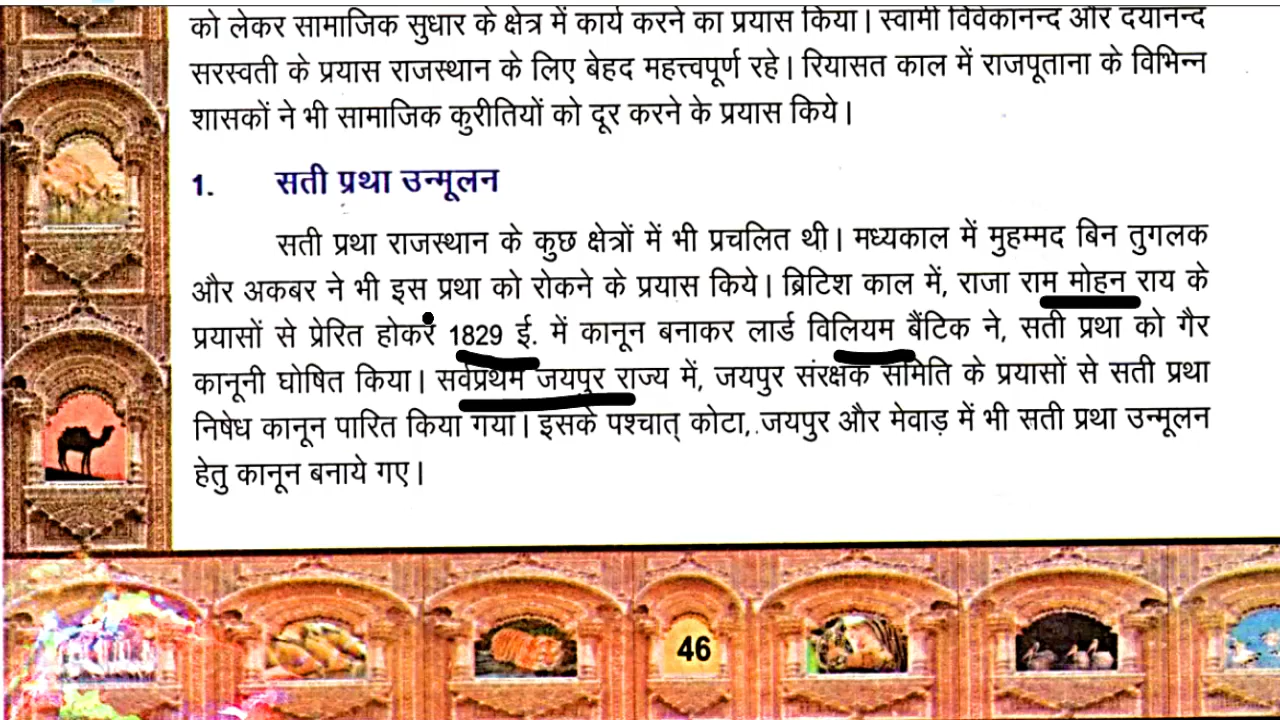 को लेकर सामाजिक सुधार के क्षेत्र में कार्य करने का प्रयास किया। स्वामी विवेकानन्द और दयानन्द
सरस्वती के प्रयास राजस्थान के लिए बेहद महत्त्वपूर्ण रहे। रियासत काल में राजपूताना के विभिन्न
शासकों ने भी सामाजिक कुरीतियों को दूर करने के प्रयास किये।
1. सती प्रथा उन्मूलन
सती प्रथा राजस्थान के कुछ क्षेत्रों में भी प्रचलित थी। मध्यकाल में मुहम्मद बिन तुगलक
और अकबर ने भी इस प्रथा को रोकने के प्रयास किये। ब्रिटिश काल में, राजा राम मोहन राय के
प्रयासों से प्रेरित होकर 1829 ई. में कानून बनाकर लार्ड विलियम बैंटिक ने, सती प्रथा को गैर
कानूनी घोषित किया। सर्वप्रथम जयपुर राज्य में, जयपुर संरक्षक समिति के प्रयासों से सती प्रथा
निषेध कानून पारित किया गया। इसके पश्चात् कोटा, जयपुर और मेवाड़ में भी सती प्रथा उन्मूलन
हेतु कानून बनाये गए।
46